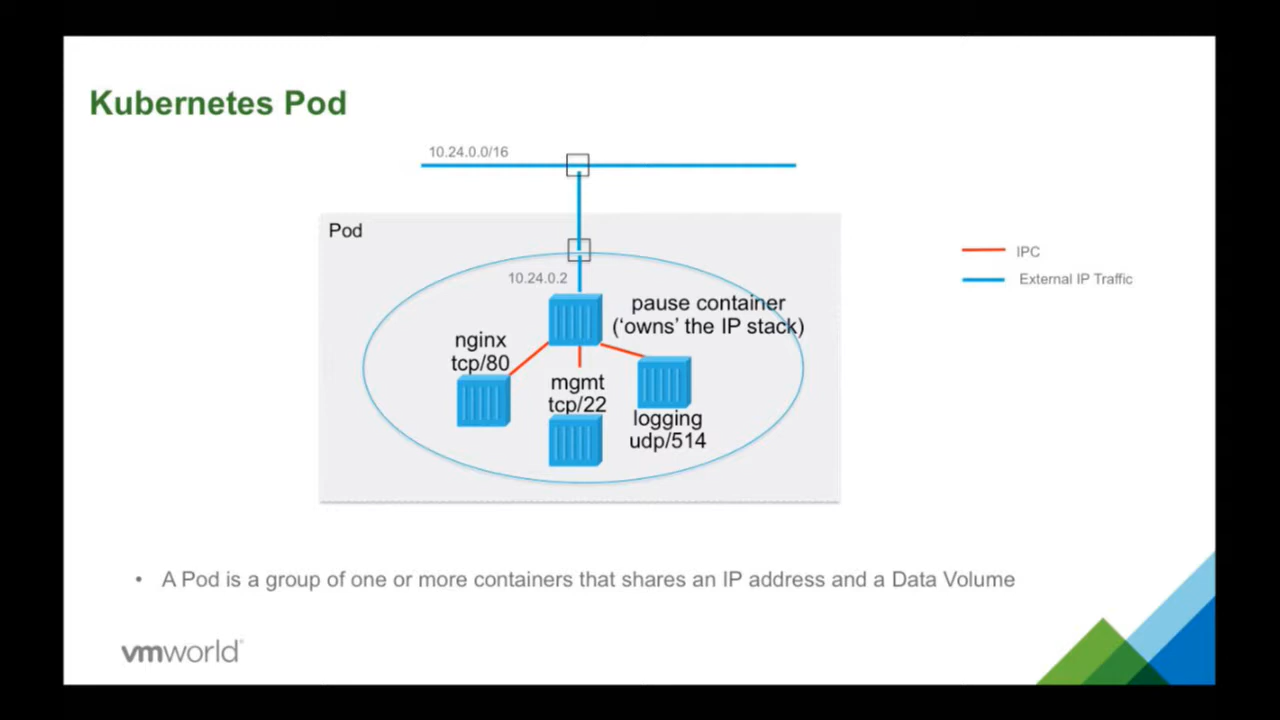 Kubernetes Pod
10.24.0.0/16
Pod
10.24.0.2
pause container
('owns' the IP stack)
nginx
tcp/80
mgmt
tcp/22
logging
udp/514
IPC
External IP Traffic
• A Pod is a group of one or more containers that shares an IP address and a Data Volume
vmworld®